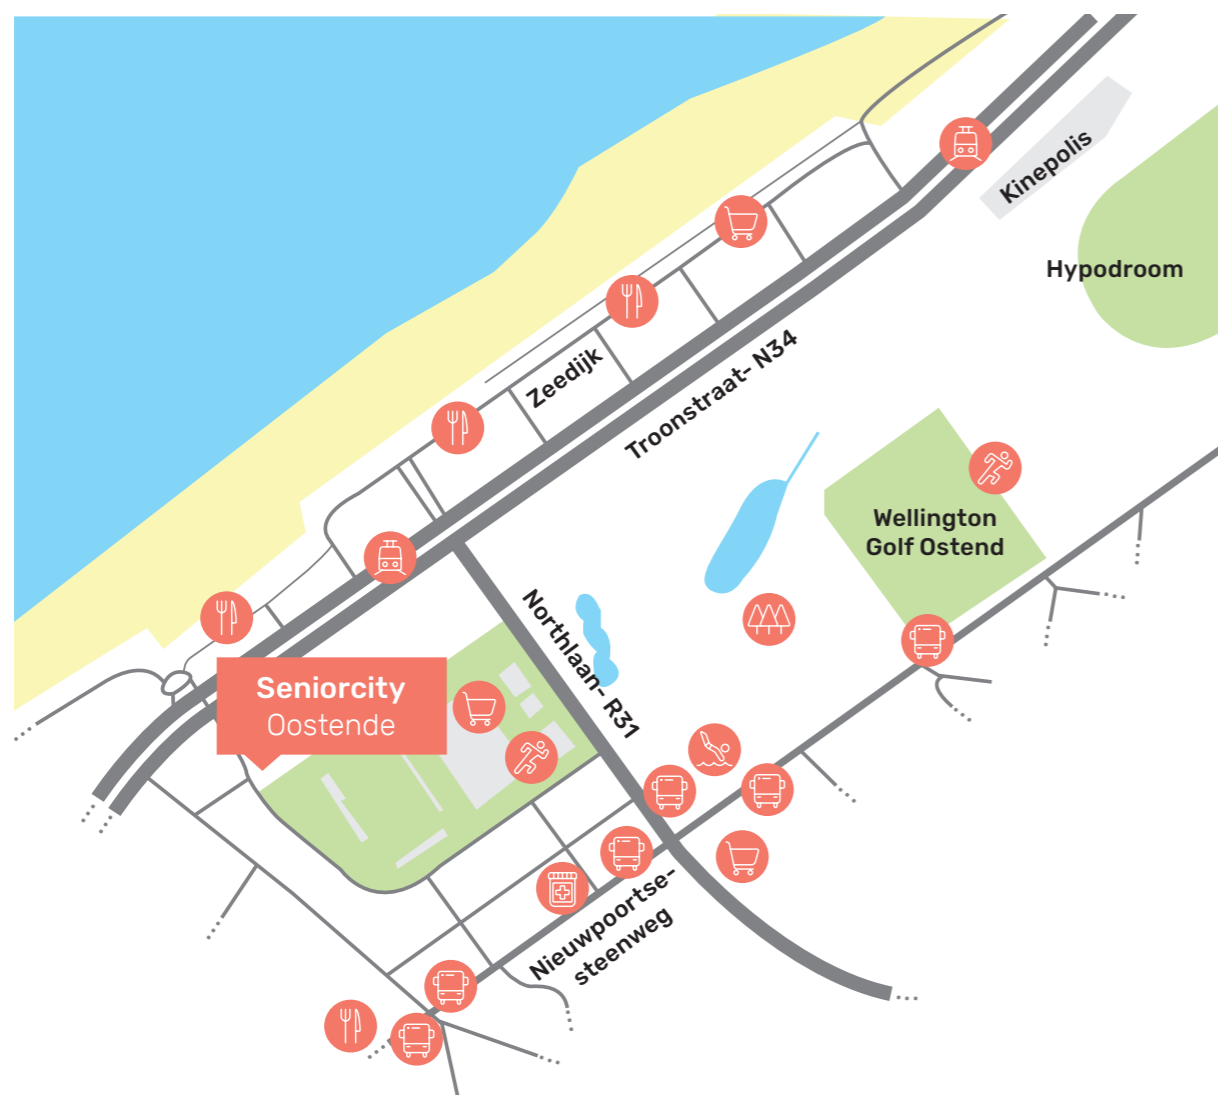 Kinepolis
Hypodroom
Zeedijk
Troonstraat- N34
Wellington
Golf Ostend
Northlaan- R31
Seniorcity
Oostende
Nieuwpoortse-
steenweg